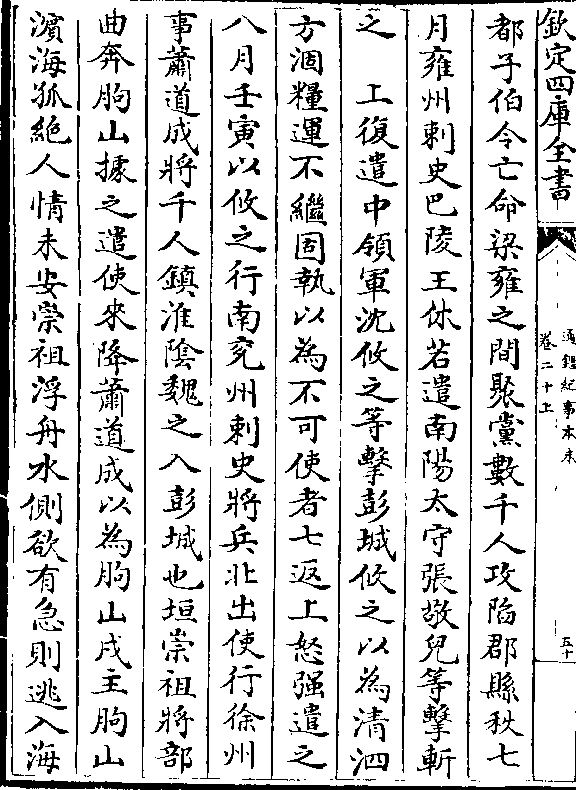 欽定四庫全書
通鑑紀事本末
卷二十上
五十
都子伯令亡命梁雍之間聚黨數千人攻陷郡縣秋七
月雍州刺史巴陵王休若遣南陽太守張敬兒等擊斬
之　上復遣中領軍沈攸之等擊彭城攸之以為清泗
方涸糧運不繼固執以為不可使者七返上怒强遣之
八月壬寅以攸之行南兖州刺史將兵北出使行徐州
事蕭道成將千人鎮淮陰魏之入彭城也垣崇祖將部
曲奔朐山據之遣使來降蕭道成以為朐山戍主朐山
濵海孤絶人情未安崇祖浮舟水側欲有急則逃入海